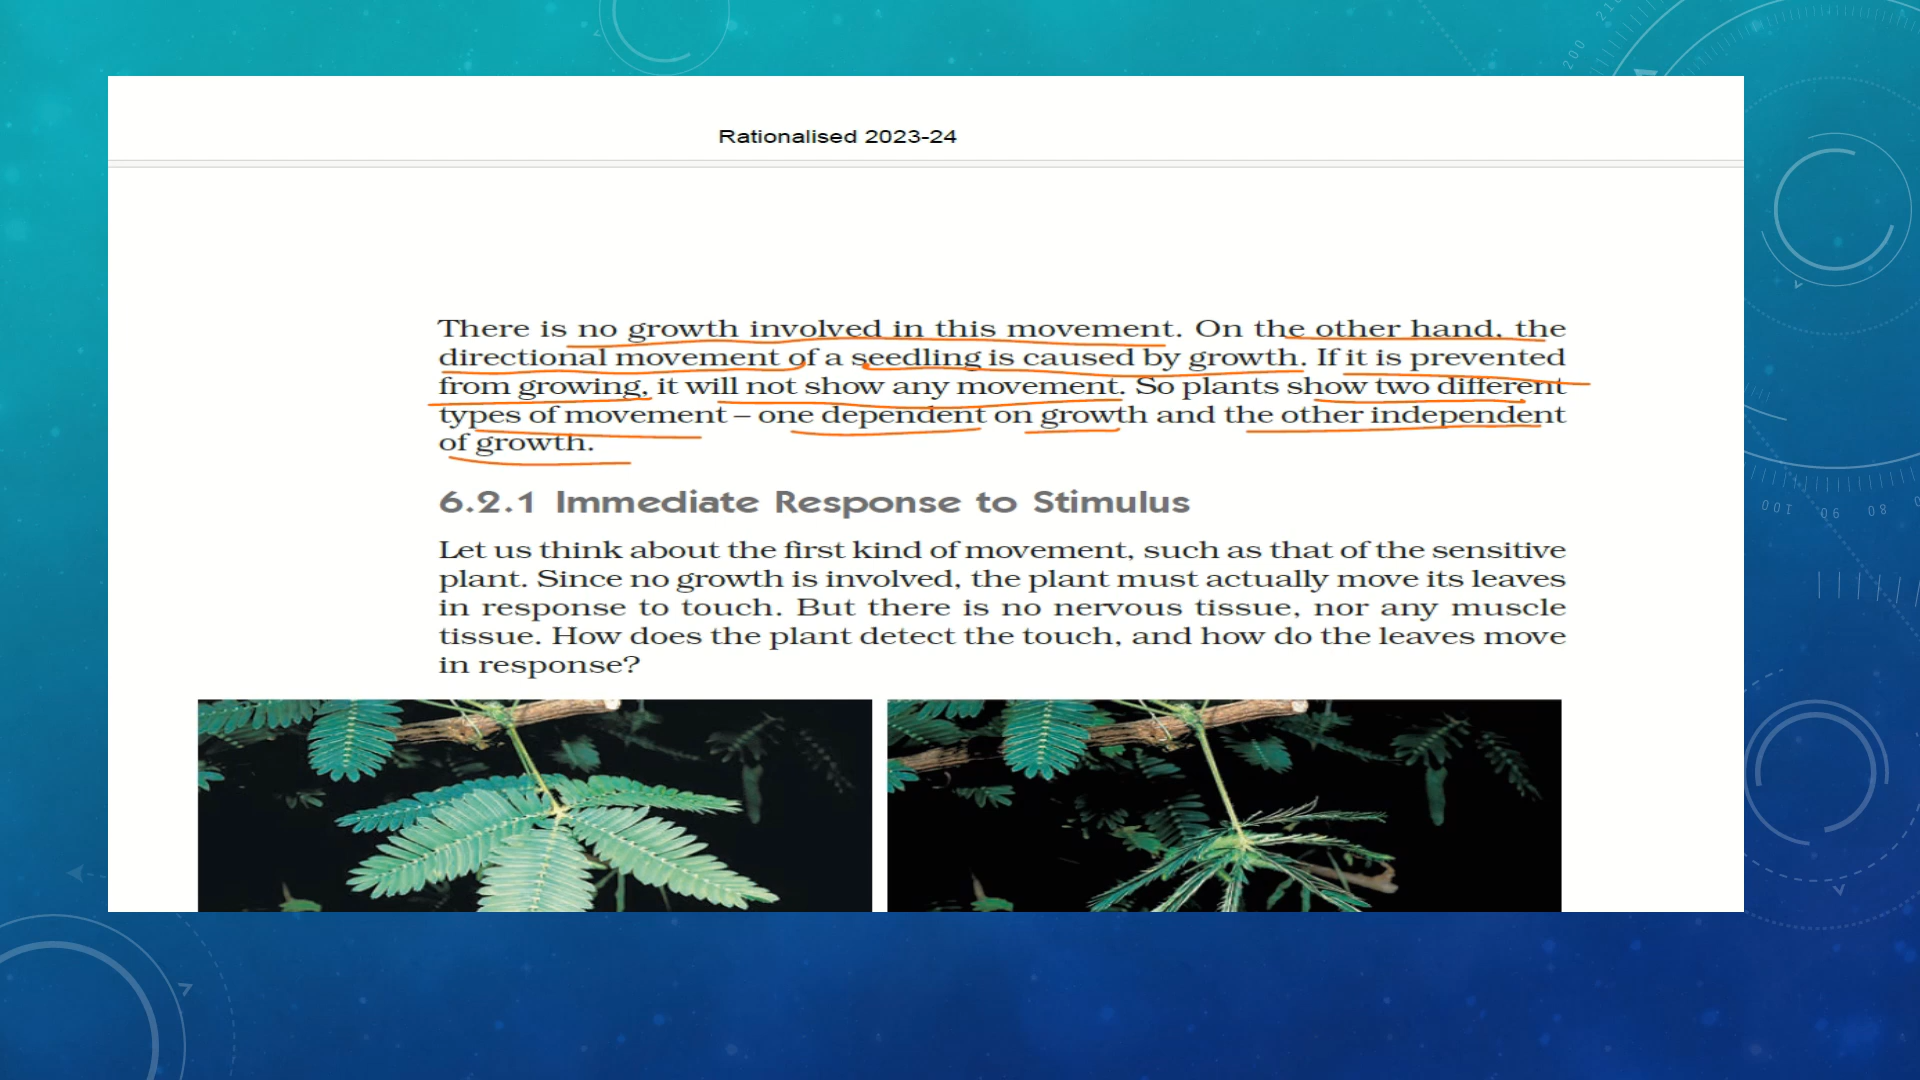 Rationalised 2023-24
There is no growth involved in this movement. On the other hand, the
directional movement of a seedling is caused by growth. If it is prevented
from growing, it will not show any movement. So plants show two different
types of movement – one dependent on growth and the other independent
of growth.
6.2.1 Immediate Response to Stimulus
Let us think about the first kind of movement, such as that of the sensitive
plant. Since no growth is involved, the plant must actually move its leaves
in response to touch. But there is no nervous tissue, nor any muscle
tissue. How does the plant detect the touch, and how do the leaves move
in response?
200
100
90
80